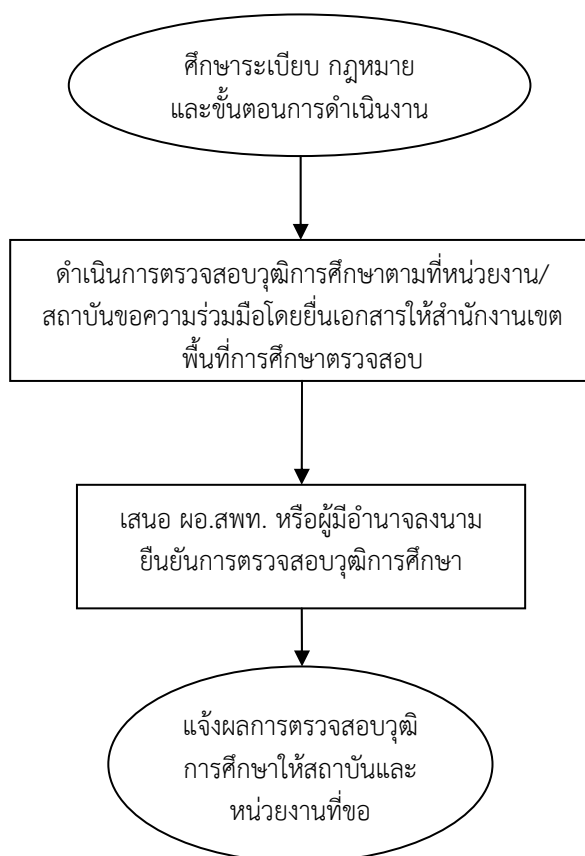 ศึกษาระเบียบ กฎหมาย
และขั้นตอนการดำเนินงาน
ดำเนินการตรวจสอบวุฒิการศึกษาตามที่หน่วยงาน/
สถาบันขอความร่วมมือโดยยื่นเอกสารให้สำนักงานเขต
พื้นที่การศึกษาตรวจสอบ
เสนอ ผอ.สพท. หรือผู้มีอำนาจลงนาม
ยืนยันการตรวจสอบวุฒิการศึกษา
แจ้งผลการตรวจสอบวุฒิ
การศึกษาให้สถาบันและ
หน่วยงานที่ขอ